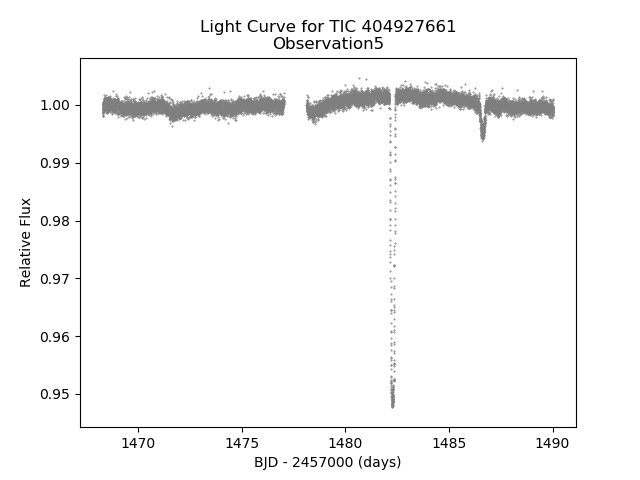 Light Curve for TIC 404927661
Observation5
1.00
0.99
0.98
0.97
0.96
0.95
Relative Flux
1470 1475 1480 1485 1490
BJD - 2457000 (days)